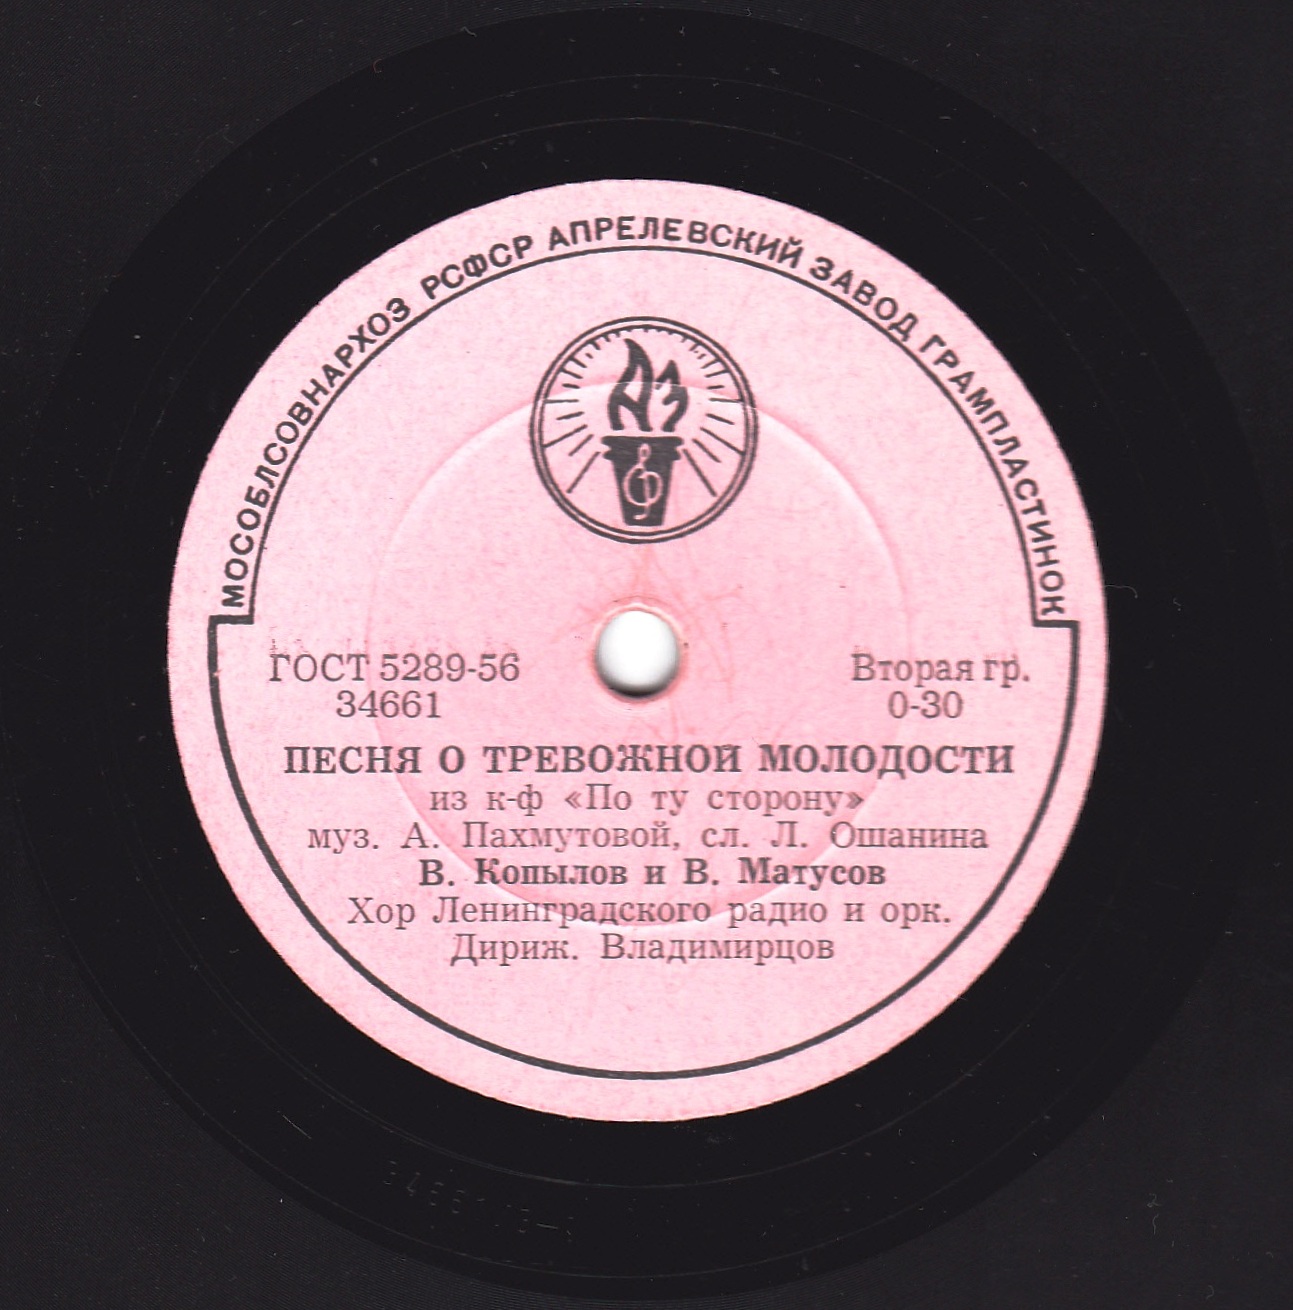 МОСОБЛСОВНАРХОЗ РСФСР АПРЕЛЕВСКИЙ ЗАВОД ГРАМПЛАСТИНОК
АЗ
ГОСТ 5289-56
34661
Вторая гр.
0-30
ПЕСНЯ О ТРЕВОЖНОЙ МОЛОДОСТИ
из к-ф «По ту сторону»
муз. А. Пахмутовой, сл. Л. Ошанина
В. Копылов и В. Матусов
Хор Ленинградского радио и орк.
Дириж. Владимирцов